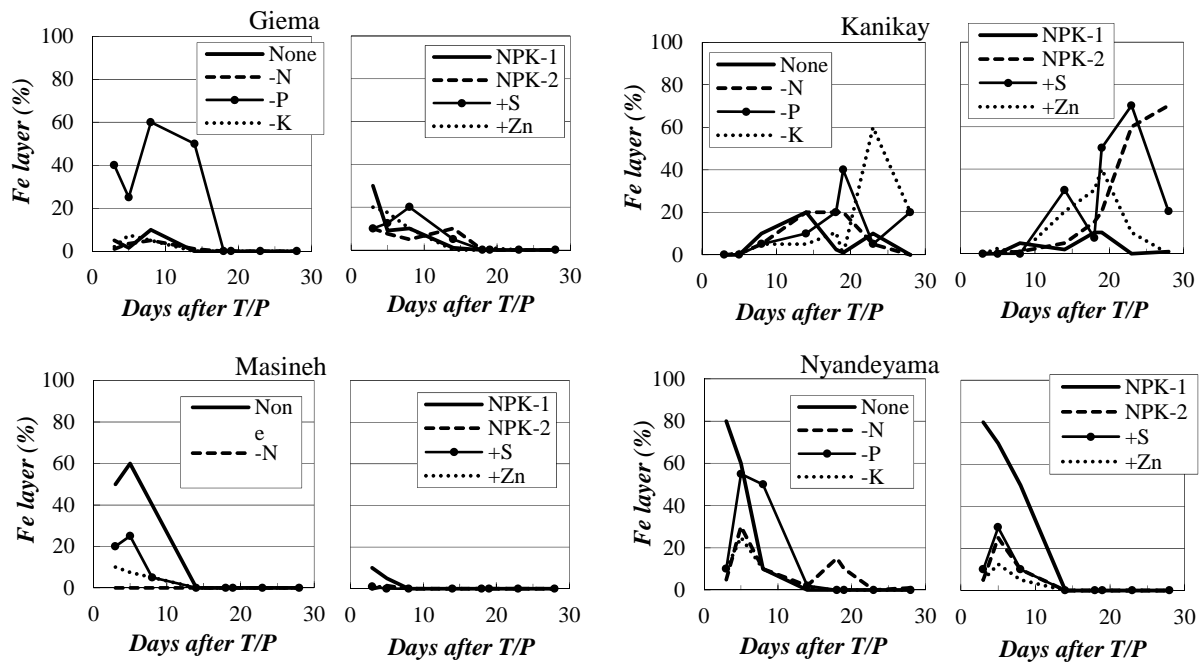 Giema
100
80
60
40
20
0
Fe layer (%)
None
-N
-P
-K
0 10 20 30
Days after T/P
NPK-1
NPK-2
+S
+Zn
0 10 20 30
Days after T/P
Kanikay
100
80
60
40
20
0
Fe layer (%)
None
-N
-P
-K
0 10 20 30
Days after T/P
NPK-1
NPK-2
+S
+Zn
0 10 20 30
Days after T/P
Masineh
100
80
60
40
20
0
Fe layer (%)
Non
e
-N
0 10 20 30
Days after T/P
NPK-1
NPK-2
+S
+Zn
0 10 20 30
Days after T/P
Nyandeyama
100
80
60
40
20
0
Fe layer (%)
None
-N
-P
-K
0 10 20 30
Days after T/P
NPK-1
NPK-2
+S
+Zn
0 10 20 30
Days after T/P